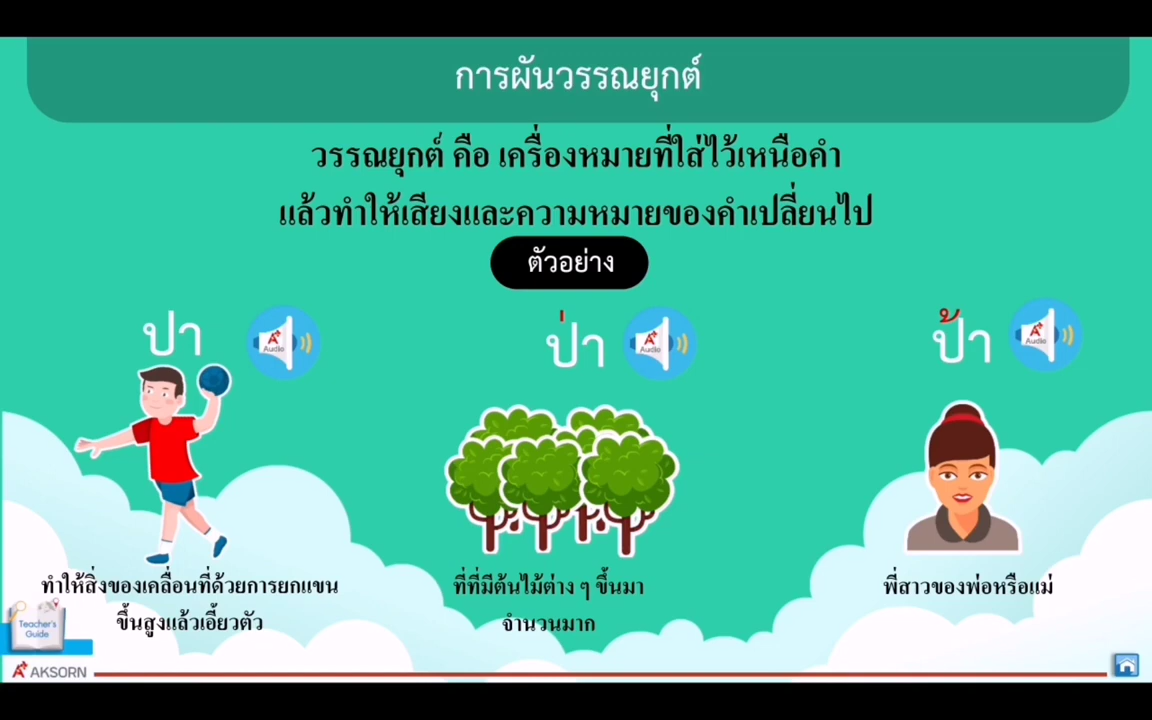 การผันวรรณยุกต์
วรรณยุกต์ คือ เครื่องหมายที่ใส่ไว้เหนือคำ
แล้วทำให้เสียงและความหมายของคำเปลี่ยนไป
ตัวอย่าง
ปา
Audio
ป่า
Audio
ป้า
Audio
ทำให้สิ่งของเคลื่อนที่ด้วยการยกแขน
ขึ้นสูงแล้วเอี้ยวตัว
ที่ที่มีต้นไม้ต่าง ๆ ขึ้นมา
จำนวนมาก
พี่สาวของพ่อหรือแม่
Teacher's
Guide
AKSORN